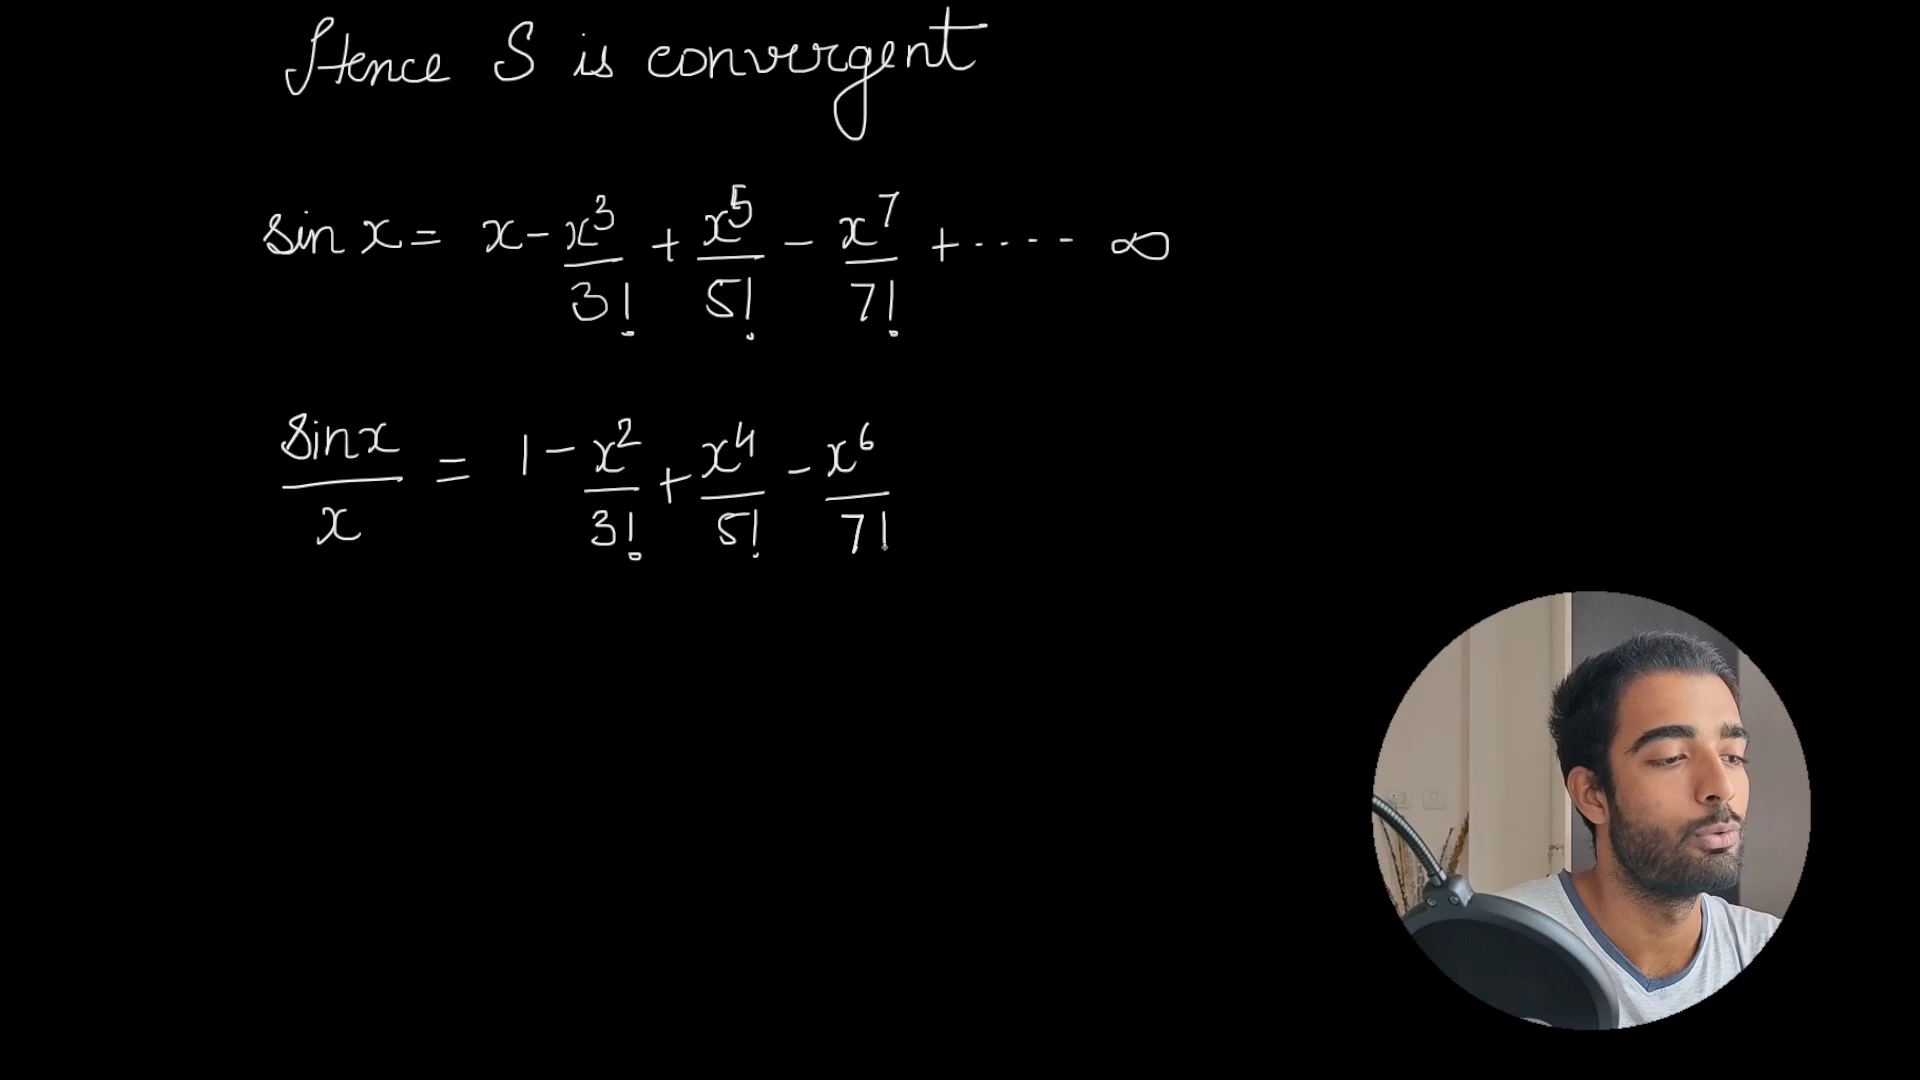 Hence S is convergent
sin x = x - x³/3! + x⁵/5! - x⁷/7! + ---- ∞
sin x/x = 1 - x²/3! + x⁴/5! - x⁶/7!